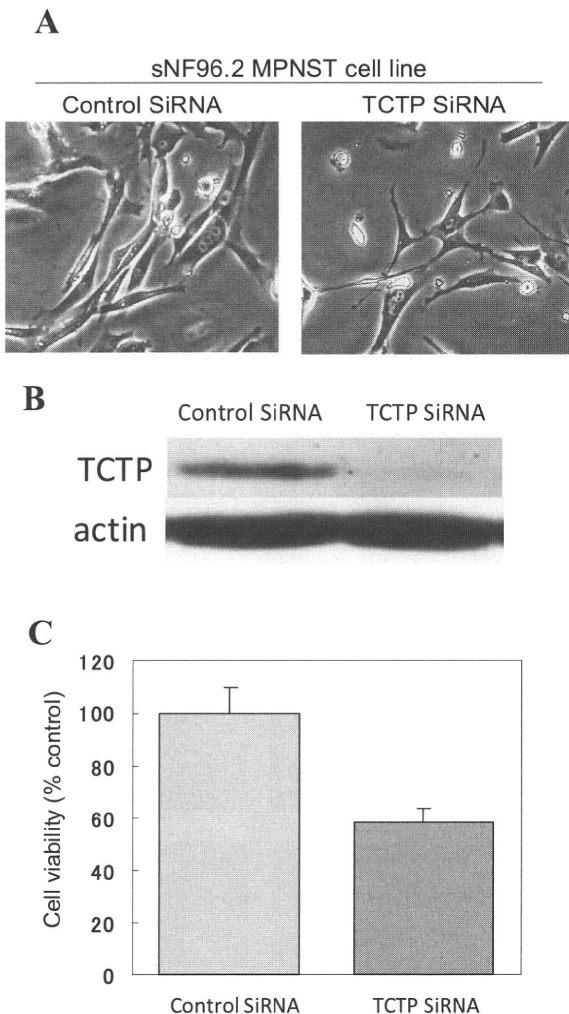 A
sNF96.2 MPNST cell line
Control SiRNA TCTP SiRNA
B
Control SiRNA TCTP SiRNA
TCTP
actin
C
Cell viability (% control)
120
100
80
60
40
20
0
Control SiRNA TCTP SiRNA